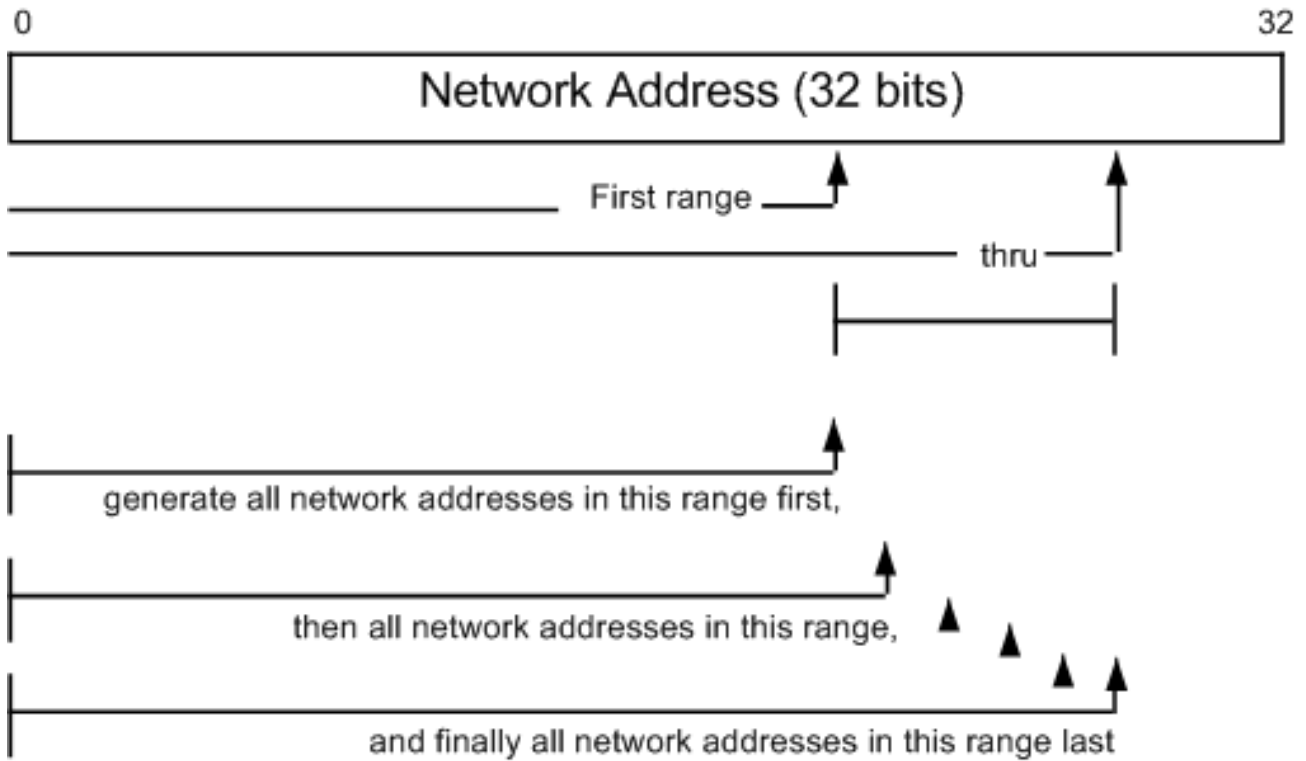 0 32
Network Address (32 bits)
First range
thru
generate all network addresses in this range first,
then all network addresses in this range,
and finally all network addresses in this range last